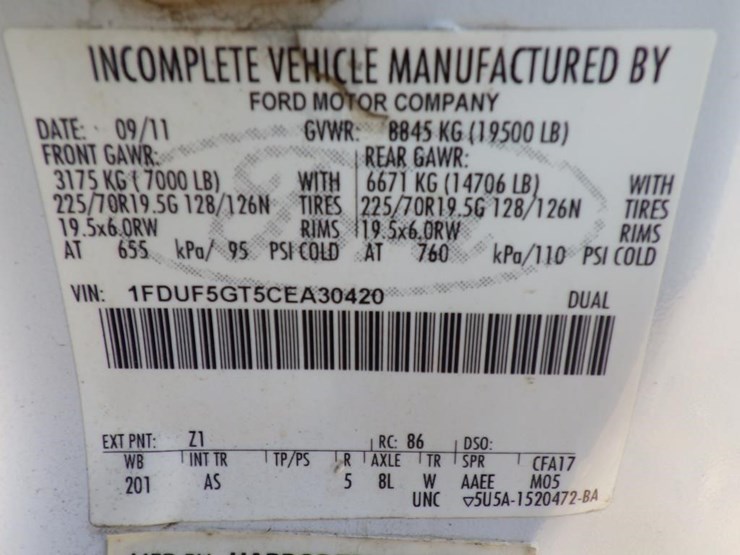 INCOMPLETE VEHICLE MANUFACTURED BY
FORD MOTOR COMPANY
DATE: 09/11 GVWR: 8845 KG (19500 LB)
FRONT GAWR: REAR GAWR:
3175 KG (7000 LB) WITH 6671 KG (14706 LB) WITH
225/70R19.5G 128/126N TIRES 225/70R19.5G 128/126N TIRES
19.5x6.0RW RIMS 19.5x6.0RW RIMS
AT 655 kPa/ 95 PSI COLD AT 760 kPa/110 PSI COLD
VIN: 1FDUF5GT5CEA30420 DUAL
EXT PNT: Z1 RC: 86 DSO:
WB INT TR TP/PS R AXLE TR SPR CFA17
201 AS 5 8L W AAEE M05
UNC ▽5U5A-1520472-BA